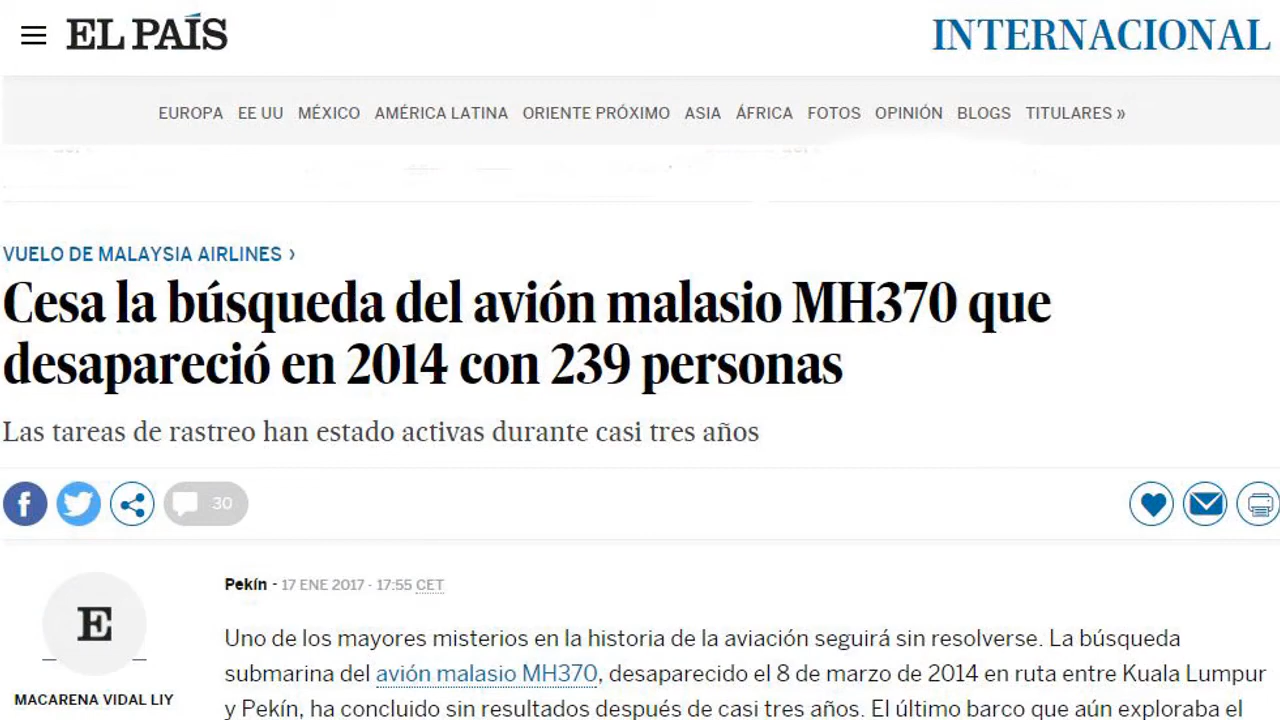 EL PAÍS
INTERNACIONAL
EUROPA EE UU MÉXICO AMÉRICA LATINA ORIENTE PRÓXIMO ASIA ÁFRICA FOTOS OPINIÓN BLOGS TITULARES »
VUELO DE MALAYSIA AIRLINES ›
Cesa la búsqueda del avión malasio MH370 que
desapareció en 2014 con 239 personas
Las tareas de rastreo han estado activas durante casi tres años
30
E
MACARENA VIDAL LIY
Pekín - 17 ENE 2017 - 17:55 CET
Uno de los mayores misterios en la historia de la aviación seguirá sin resolverse. La búsqueda
submarina del avión malasio MH370, desaparecido el 8 de marzo de 2014 en ruta entre Kuala Lumpur
y Pekín, ha concluido sin resultados después de casi tres años. El último barco que aún exploraba el